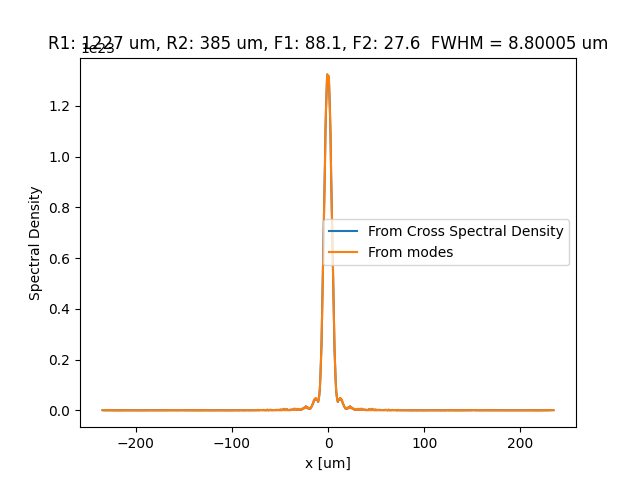 R1: 1227 um, R2: 385 um, F1: 88.1, F2: 27.6  FWHM = 8.80005 um
1e23
Spectral Density
1.2
1.0
0.8
0.6
0.4
0.2
0.0
From Cross Spectral Density
From modes
−200
−100
0
100
200
x [um]